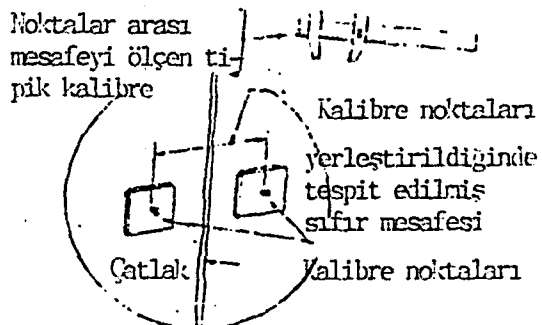 Noktalar arası
mesafeyi ölçen ti-
pik kalibre
Kalibre noktaları
yerleştirildiğinde
tespit edilmiş
sıfır mesafesi
Çatlak
Kalibre noktaları